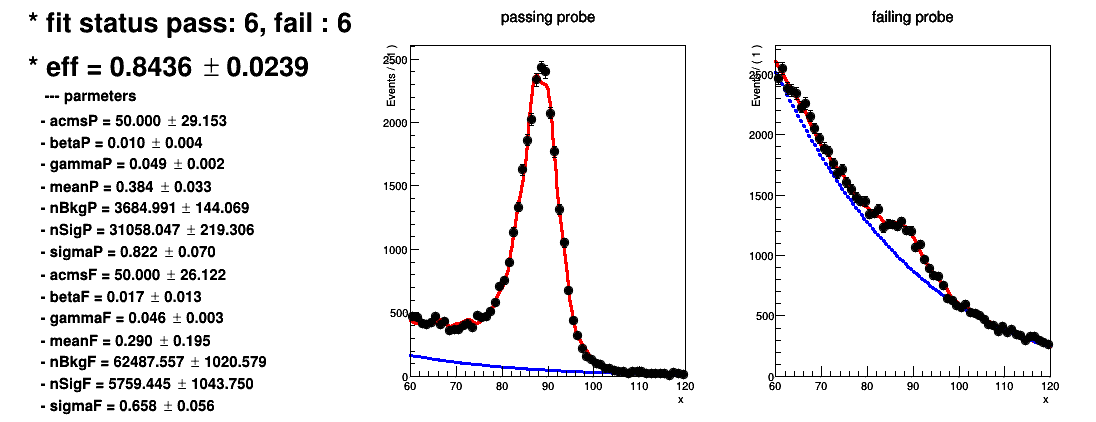 * fit status pass: 6, fail : 6
* eff = 0.8436 ± 0.0239
--- parmeters
- acmsP = 50.000 ± 29.153
- betaP = 0.010 ± 0.004
- gammaP = 0.049 ± 0.002
- meanP = 0.384 ± 0.033
- nBkgP = 3684.991 ± 144.069
- nSigP = 31058.047 ± 219.306
- sigmaP = 0.822 ± 0.070
- acmsF = 50.000 ± 26.122
- betaF = 0.017 ± 0.013
- gammaF = 0.046 ± 0.003
- meanF = 0.290 ± 0.195
- nBkgF = 62487.557 ± 1020.579
- nSigF = 5759.445 ± 1043.750
- sigmaF = 0.658 ± 0.056
passing probe
Events / ( 1 )
2500
2000
1500
1000
500
0
60 70 80 90 100 110 120
x
failing probe
Events / ( 1 )
2500
2000
1500
1000
500
0
60 70 80 90 100 110 120
x